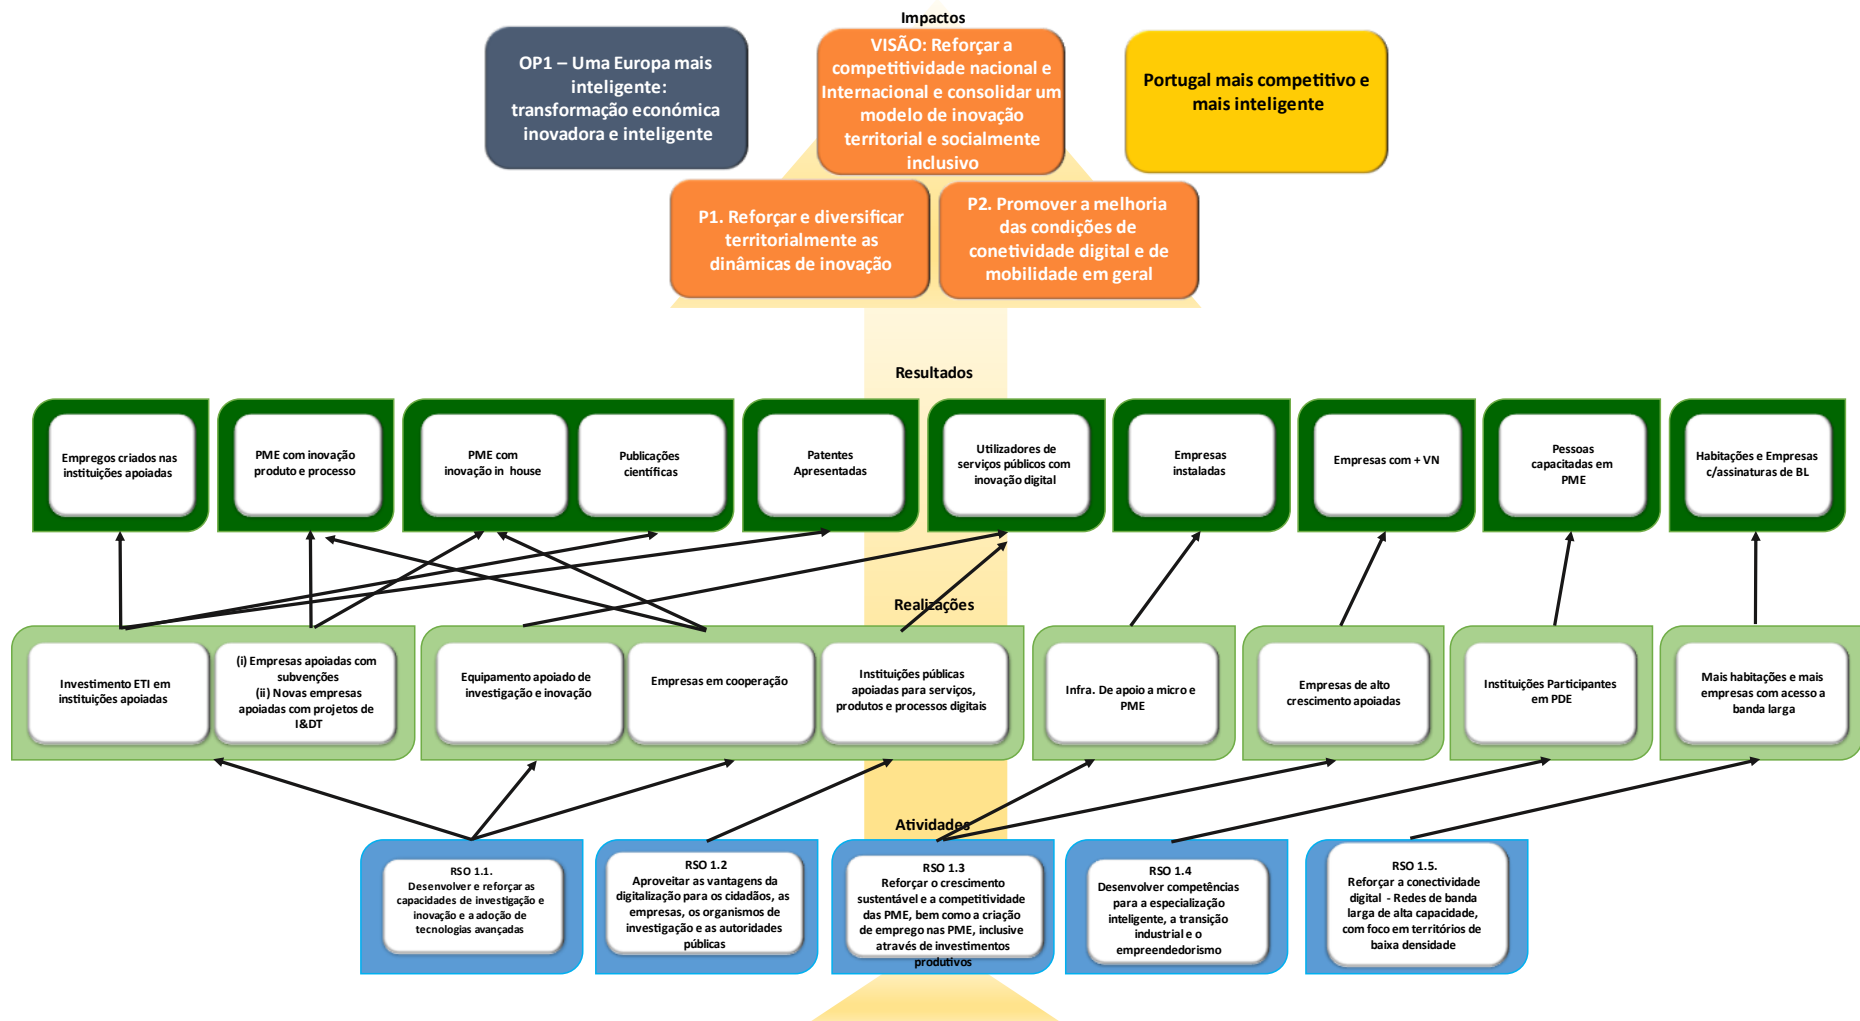 Impactos
OP1 – Uma Europa mais
inteligente:
transformação económica
inovadora e inteligente
VISÃO: Reforçar a
competitividade nacional e
Internacional e consolidar um
modelo de inovação
territorial e socialmente
inclusivo
Portugal mais competitivo e
mais inteligente
P1. Reforçar e diversificar
territorialmente as
dinâmicas de inovação
P2. Promover a melhoria
das condições de
conetividade digital e de
mobilidade em geral
Resultados
Empregos criados nas
instituições apoiadas
PME com inovação
produto e processo
PME com
inovação in house
Publicações
científicas
Patentes
Apresentadas
Utilizadores de
serviços públicos com
inovação digital
Empresas
instaladas
Empresas com + VN
Pessoas
capacitadas em
PME
Habitações e Empresas
c/assinaturas de BL
Realizações
Investimento ETI em
instituições apoiadas
(i) Empresas apoiadas com
subvenções
(ii) Novas empresas
apoiadas com projetos de
I&DT
Equipamento apoiado de
investigação e inovação
Empresas em cooperação
Instituições públicas
apoiadas para serviços,
produtos e processos digitais
Infra. De apoio a micro e
PME
Empresas de alto
crescimento apoiadas
Instituições Participantes
em PDE
Mais habitações e mais
empresas com acesso a
banda larga
Atividades
RSO 1.1.
Desenvolver e reforçar as
capacidades de investigação e
inovação e a adoção de
tecnologias avançadas
RSO 1.2
Aproveitar as vantagens da
digitalização para os cidadãos, as
empresas, os organismos de
investigação e as autoridades
públicas
RSO 1.3
Reforçar o crescimento
sustentável e a competitividade
das PME, bem como a criação
de emprego nas PME, inclusive
através de investimentos
produtivos
RSO 1.4
Desenvolver competências
para a especialização
inteligente, a transição
industrial e o
empreendedorismo
RSO 1.5.
Reforçar a conectividade
digital - Redes de banda
larga de alta capacidade,
com foco em territórios de
baixa densidade